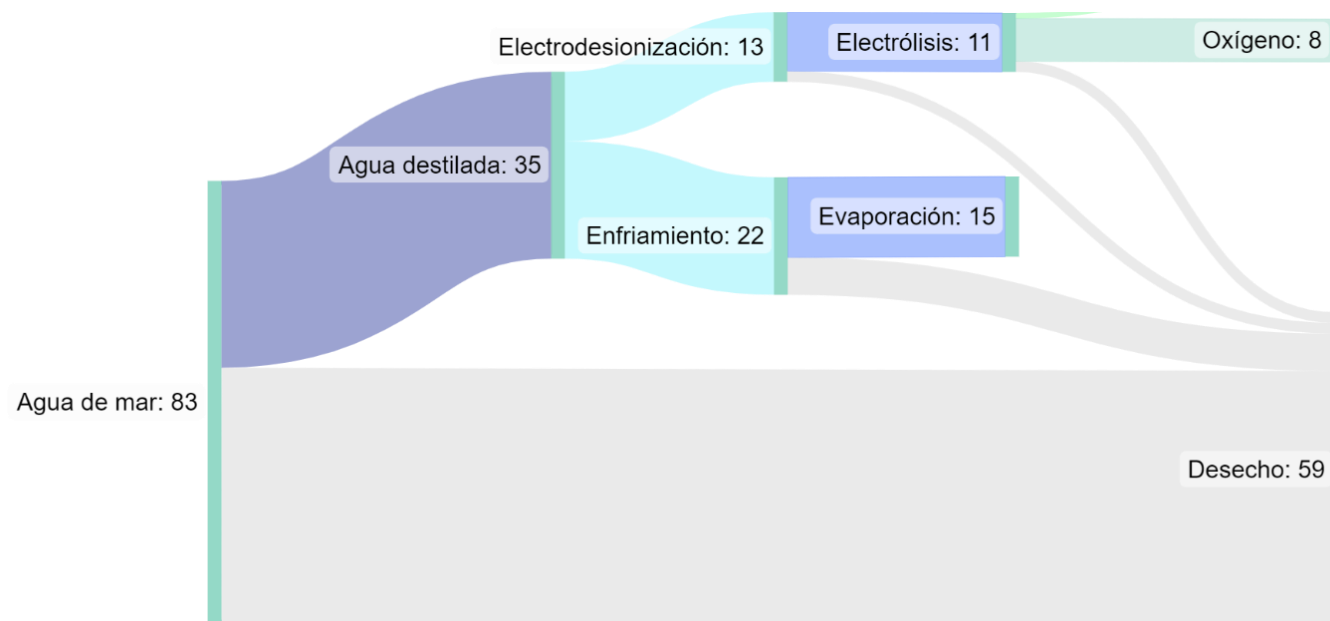 Electrodesionización: 13
Electrólisis: 11
Oxígeno: 8
Agua destilada: 35
Enfriamiento: 22
Evaporación: 15
Agua de mar: 83
Desecho: 59